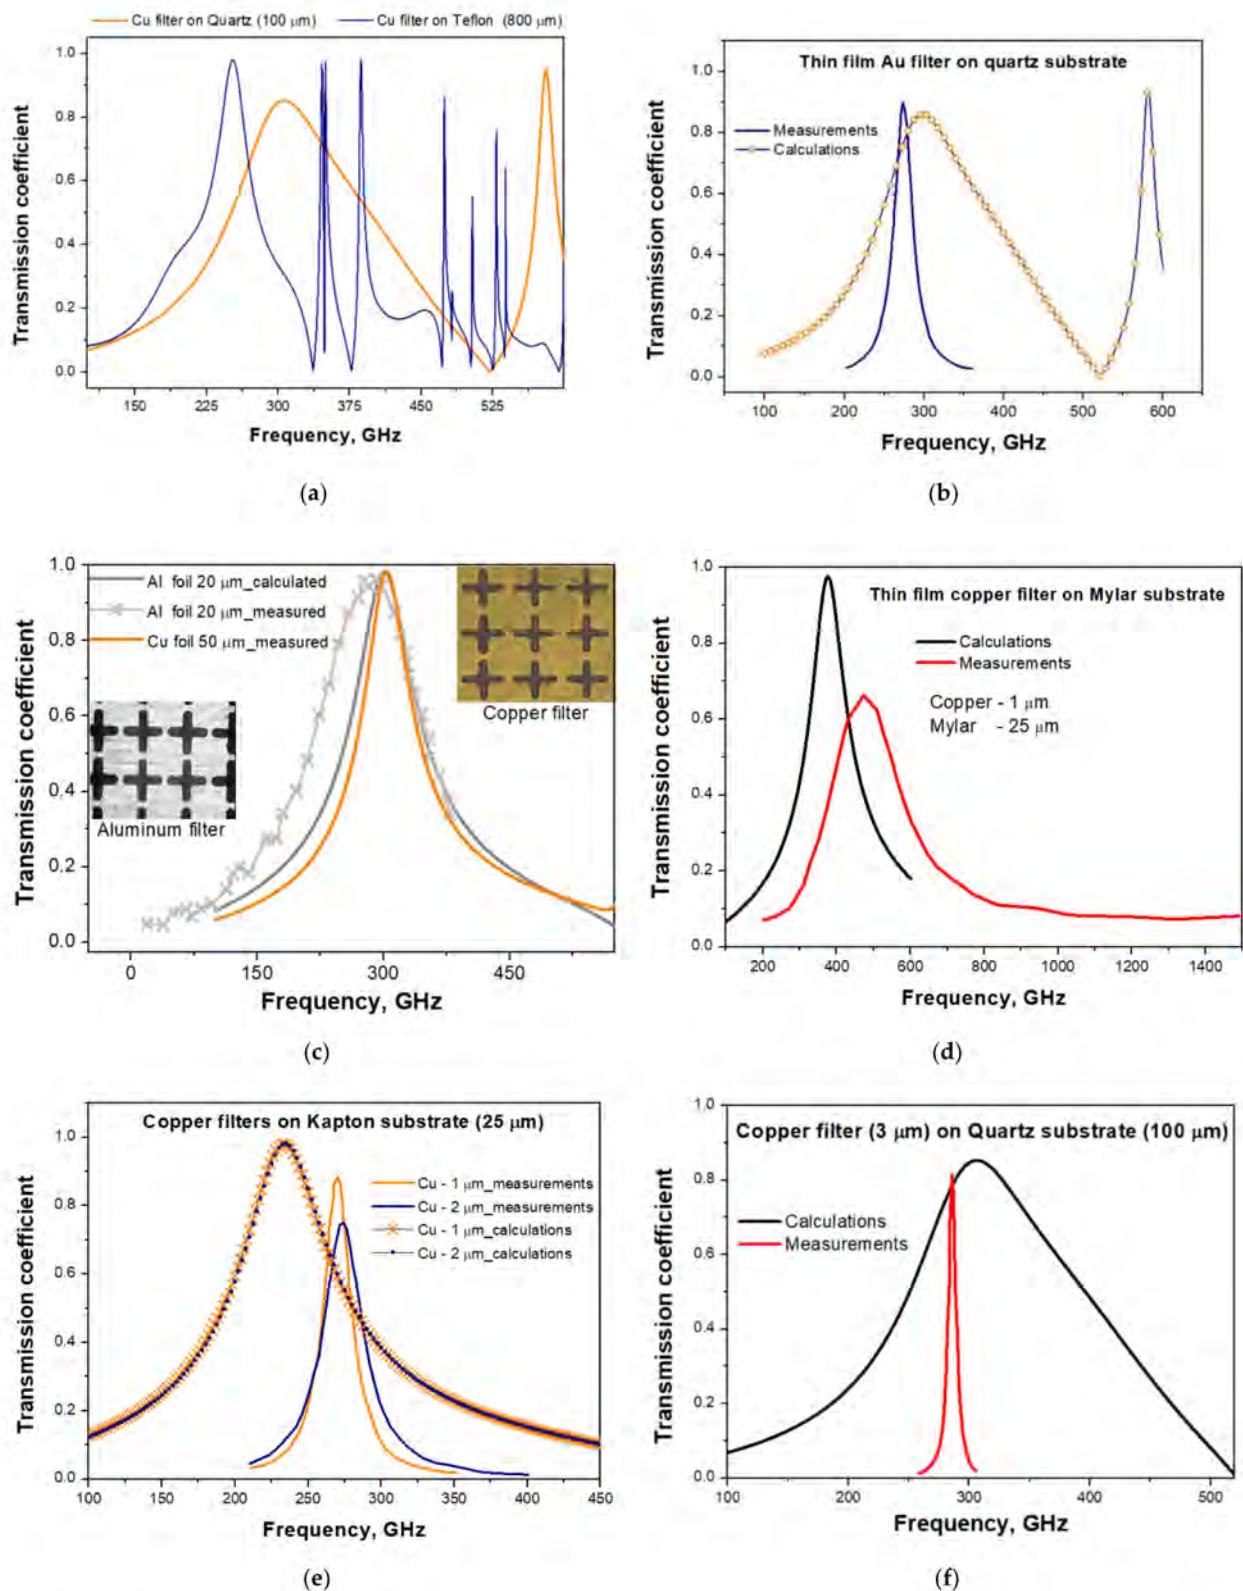 Cu filter on Quartz (100 μm) Cu filter on Teflon (800 μm)
1.0
0.8
0.6
0.4
0.2
0.0
Transmission coefficient
150 225 300 375 450 525
Frequency, GHz
(a)
Thin film Au filter on quartz substrate
Measurements
Calculations
1.0
0.8
0.6
0.4
0.2
0.0
Transmission coefficient
100 200 300 400 500 600
Frequency, GHz
(b)
Al foil 20 μm_calculated
Al foil 20 μm_measured
Cu foil 50 μm_measured
Copper filter
Aluminum filter
1.0
0.8
0.6
0.4
0.2
0.0
Transmission coefficient
0 150 300 450
Frequency, GHz
(c)
Thin film copper filter on Mylar substrate
Calculations
Measurements
Copper - 1 μm
Mylar - 25 μm
1.0
0.8
0.6
0.4
0.2
0.0
Transmission coefficient
200 400 600 800 1000 1200 1400
Frequency, GHz
(d)
Copper filters on Kapton substrate (25 μm)
Cu - 1 μm_measurements
Cu - 2 μm_measurements
Cu - 1 μm_calculations
Cu - 2 μm_calculations
1.0
0.8
0.6
0.4
0.2
0.0
Transmission coefficient
100 150 200 250 300 350 400 450
Frequency, GHz
(e)
Copper filter (3 μm) on Quartz substrate (100 μm)
Calculations
Measurements
1.0
0.8
0.6
0.4
0.2
0.0
Transmission coefficient
100 200 300 400 500
Frequency, GHz
(f)